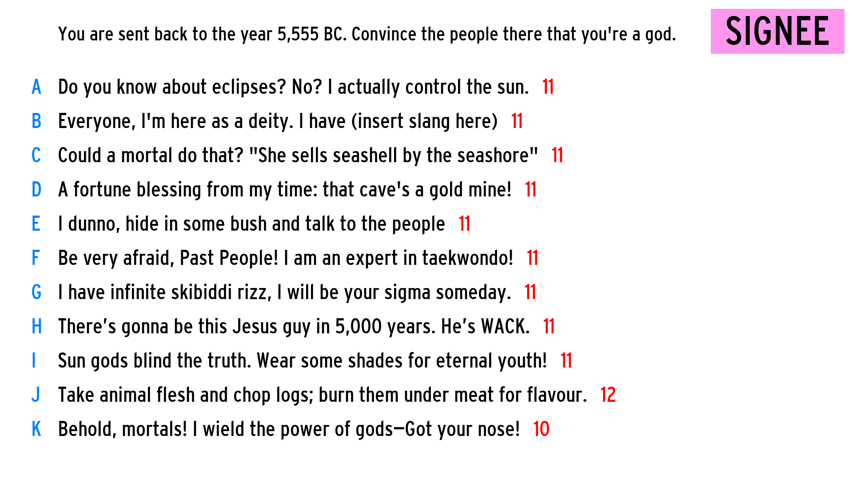 You are sent back to the year 5,555 BC. Convince the people there that you're a god.
SIGNEE
A Do you know about eclipses? No? I actually control the sun. 11
B Everyone, I'm here as a deity. I have (insert slang here) 11
C Could a mortal do that? "She sells seashell by the seashore" 11
D A fortune blessing from my time: that cave's a gold mine! 11
E I dunno, hide in some bush and talk to the people 11
F Be very afraid, Past People! I am an expert in taekwondo! 11
G I have infinite skibiddi rizz, I will be your sigma someday. 11
H There’s gonna be this Jesus guy in 5,000 years. He’s WACK. 11
I Sun gods blind the truth. Wear some shades for eternal youth! 11
J Take animal flesh and chop logs; burn them under meat for flavour. 12
K Behold, mortals! I wield the power of gods—Got your nose! 10